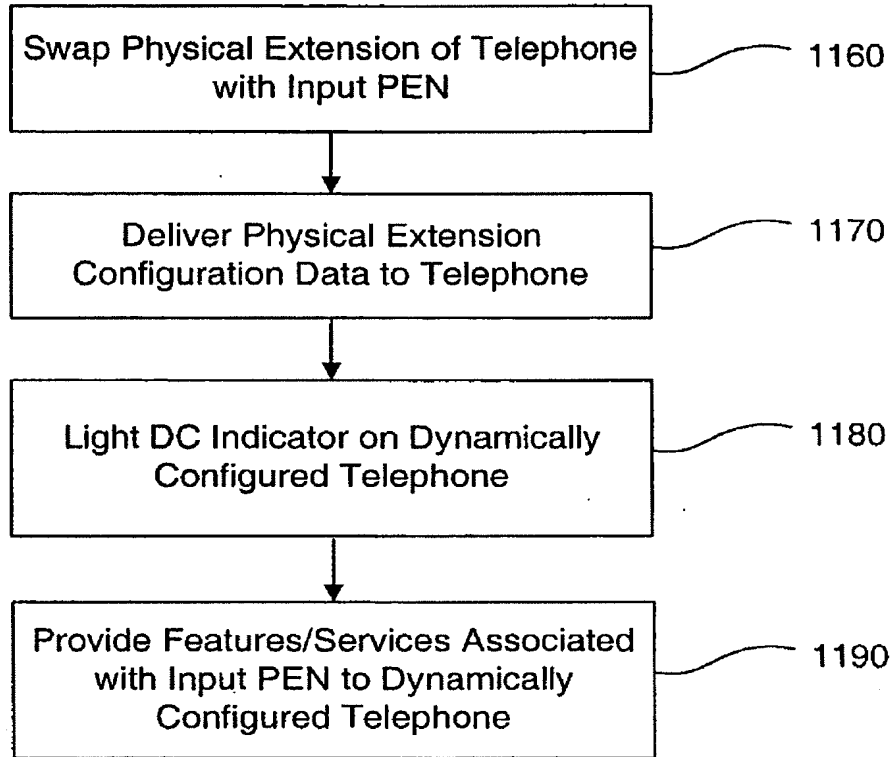 Swap Physical Extension of Telephone
with Input PEN
1160
Deliver Physical Extension
Configuration Data to Telephone
1170
Light DC Indicator on Dynamically
Configured Telephone
1180
Provide Features/Services Associated
with Input PEN to Dynamically
Configured Telephone
1190